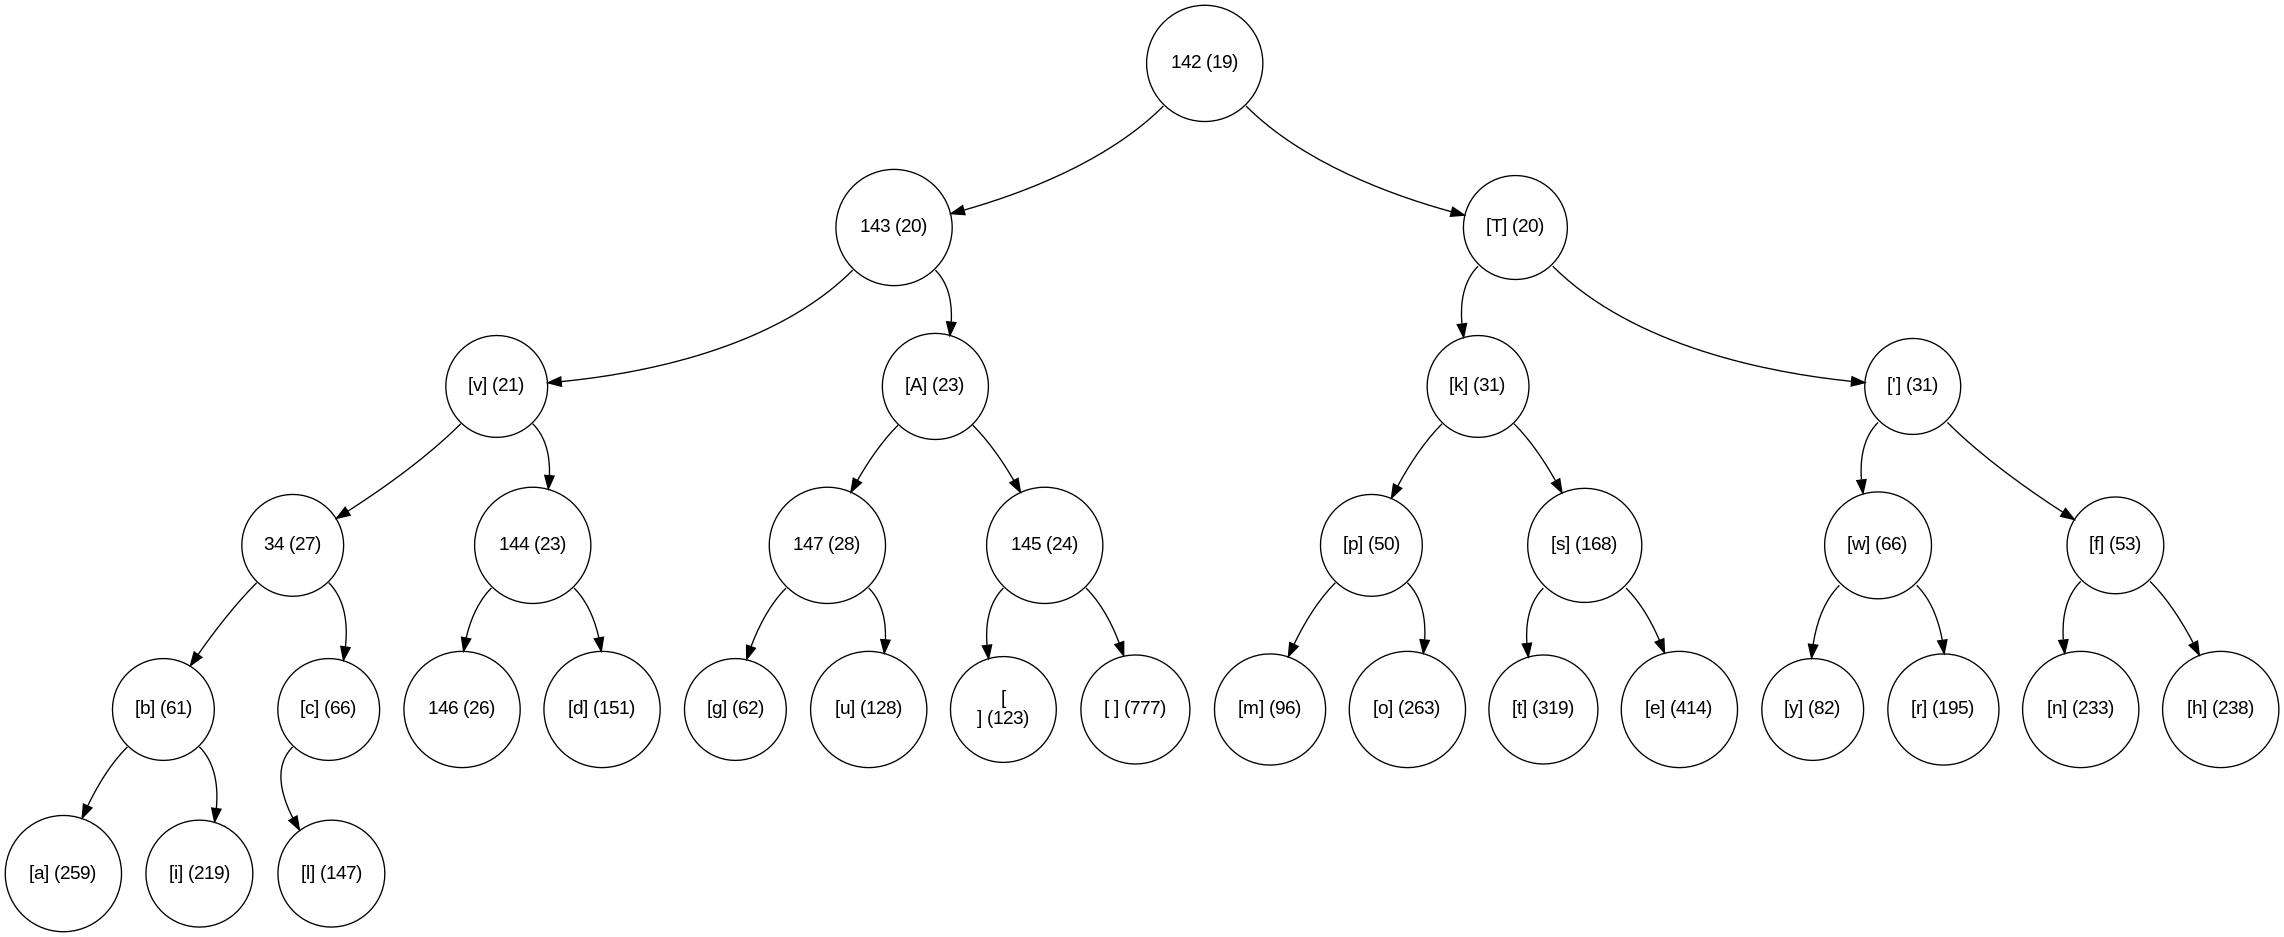 142 (19)
143 (20)
[T] (20)
[v] (21)
[A] (23)
[k] (31)
['] (31)
34 (27)
144 (23)
147 (28)
145 (24)
[p] (50)
[s] (168)
[w] (66)
[f] (53)
[b] (61)
[c] (66)
146 (26)
[d] (151)
[g] (62)
[u] (128)
[
] (123)
[ ] (777)
[m] (96)
[o] (263)
[t] (319)
[e] (414)
[y] (82)
[r] (195)
[n] (233)
[h] (238)
[a] (259)
[i] (219)
[l] (147)